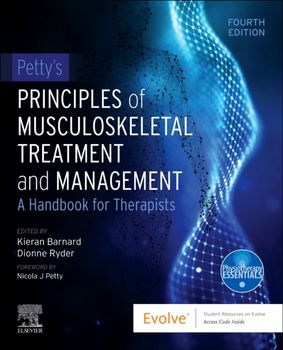 FOURTH
EDITION
Petty's
PRINCIPLES of
MUSCULOSKELETAL
TREATMENT
and MANAGEMENT
A Handbook for Therapists
EDITED BY
Kieran Barnard
Dionne Ryder
FOREWORD BY
Nicola J Petty
Physiotherapy
ESSENTIALS
ELSEVIER
Evolve®
Student Resources on Evolve
Access Code Inside